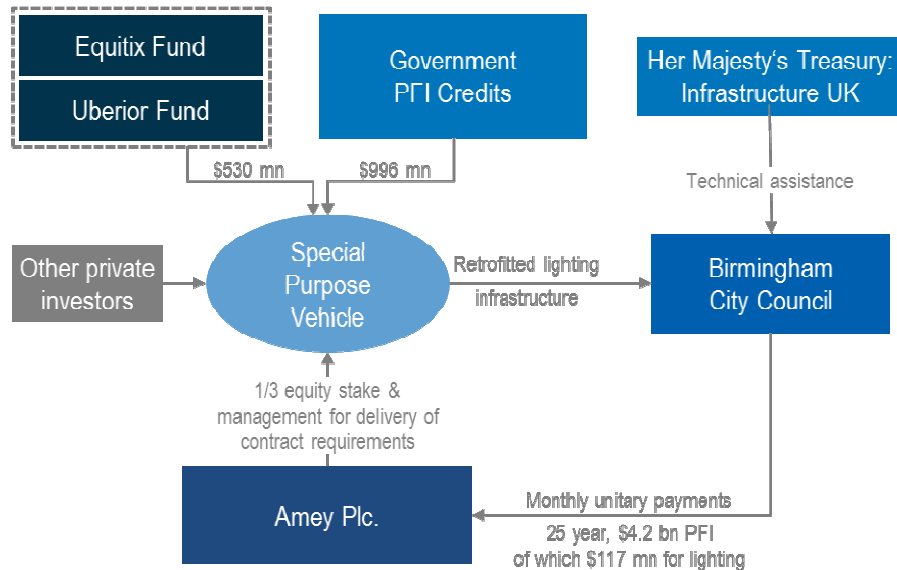 Equitix Fund
Uberior Fund
Government
PFI Credits
Her Majesty's Treasury:
Infrastructure UK
$530 mn
$996 mn
Technical assistance
Other private
investors
Special
Purpose
Vehicle
Retrofitted lighting
infrastructure
Birmingham
City Council
1/3 equity stake &
management for delivery of
contract requirements
Amey Plc.
Monthly unitary payments
25 year, $4.2 bn PFI
of which $117 mn for lighting